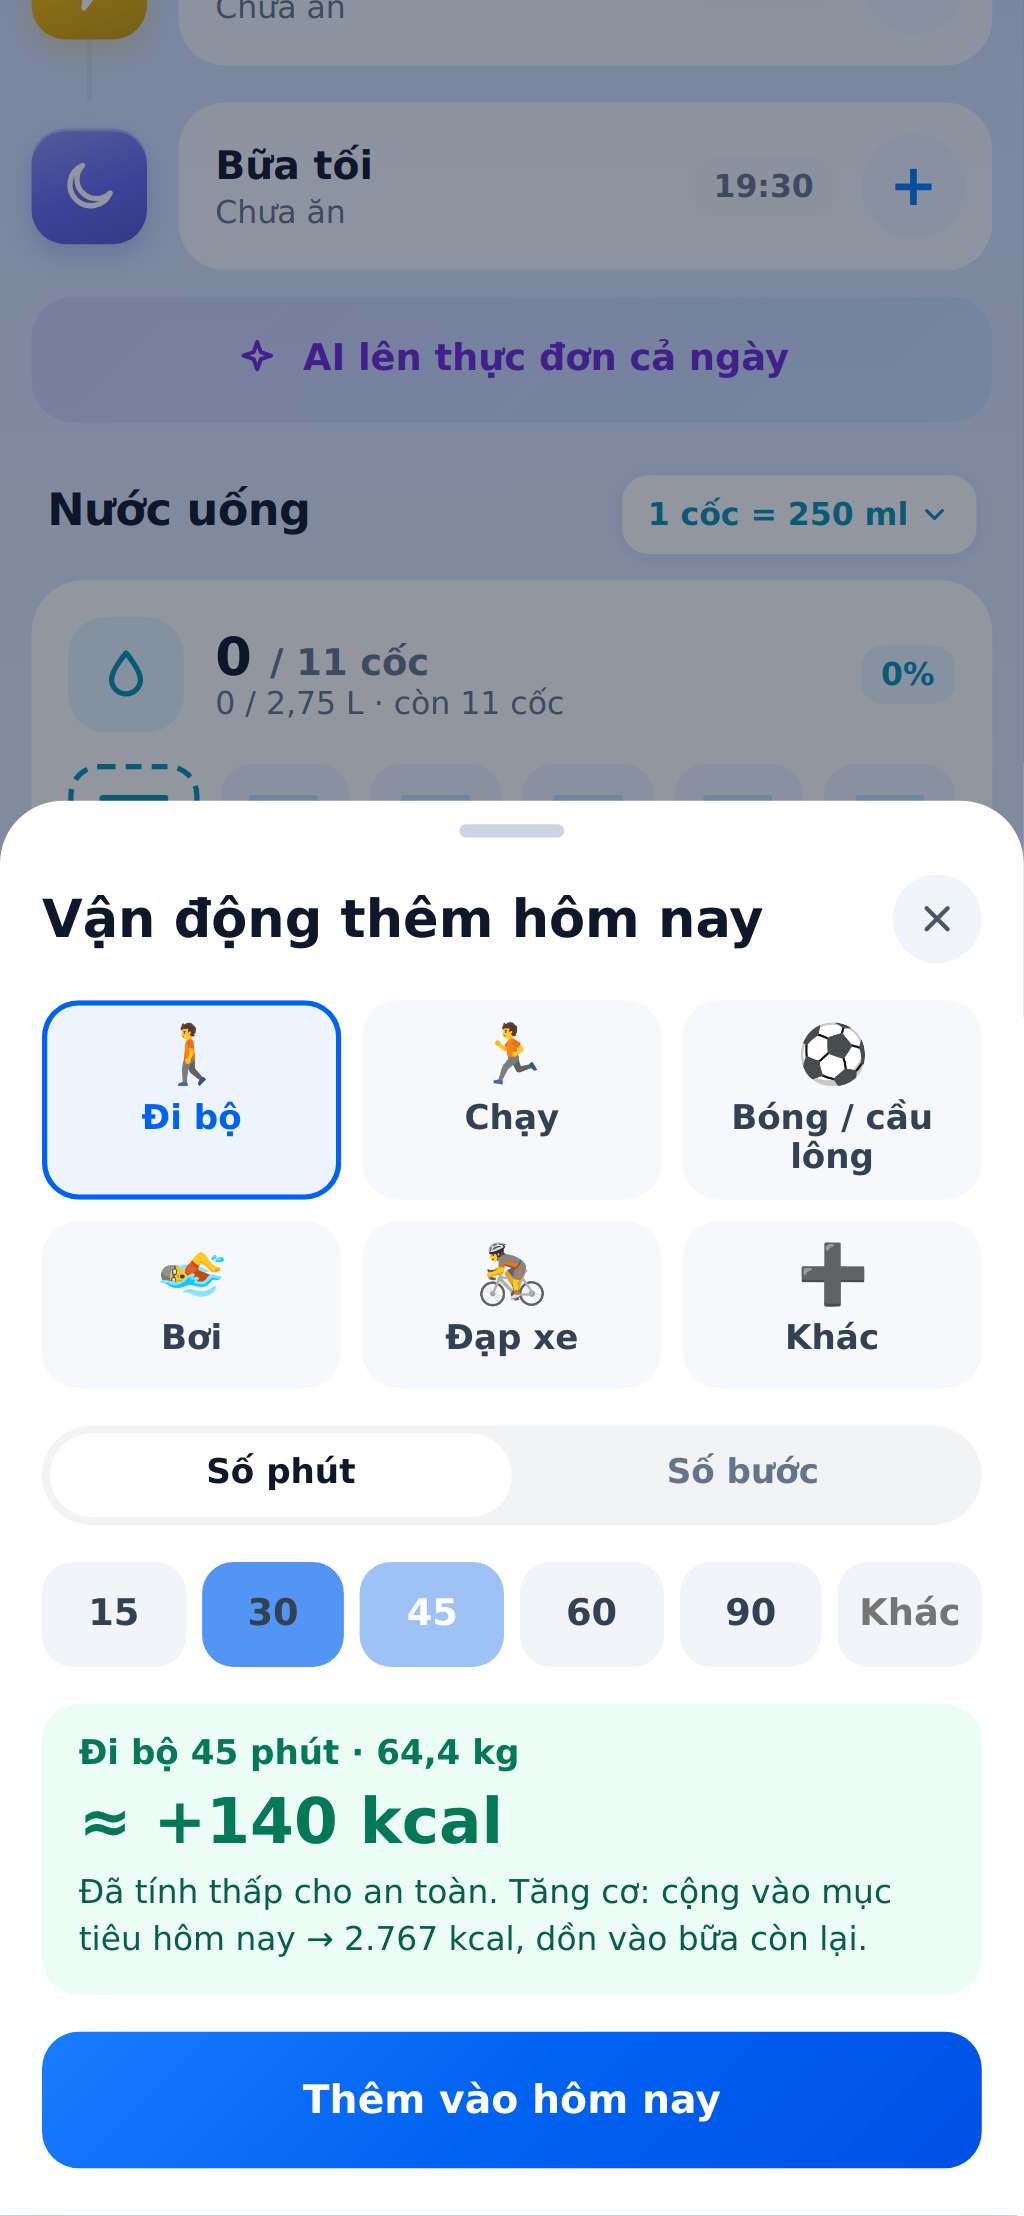 Chưa ăn
Bữa tối
Chưa ăn
19:30
+
AI lên thực đơn cả ngày
Nước uống
1 cốc = 250 ml
0 / 11 cốc
0%
0 / 2,75 L · còn 11 cốc
Vận động thêm hôm nay
Đi bộ
Chạy
Bóng / cầu
lông
Bơi
Đạp xe
Khác
Số phút
Số bước
15
30
45
60
90
Khác
Đi bộ 45 phút · 64,4 kg
≈ +140 kcal
Đã tính thấp cho an toàn. Tăng cơ: cộng vào mục
tiêu hôm nay → 2.767 kcal, dồn vào bữa còn lại.
Thêm vào hôm nay